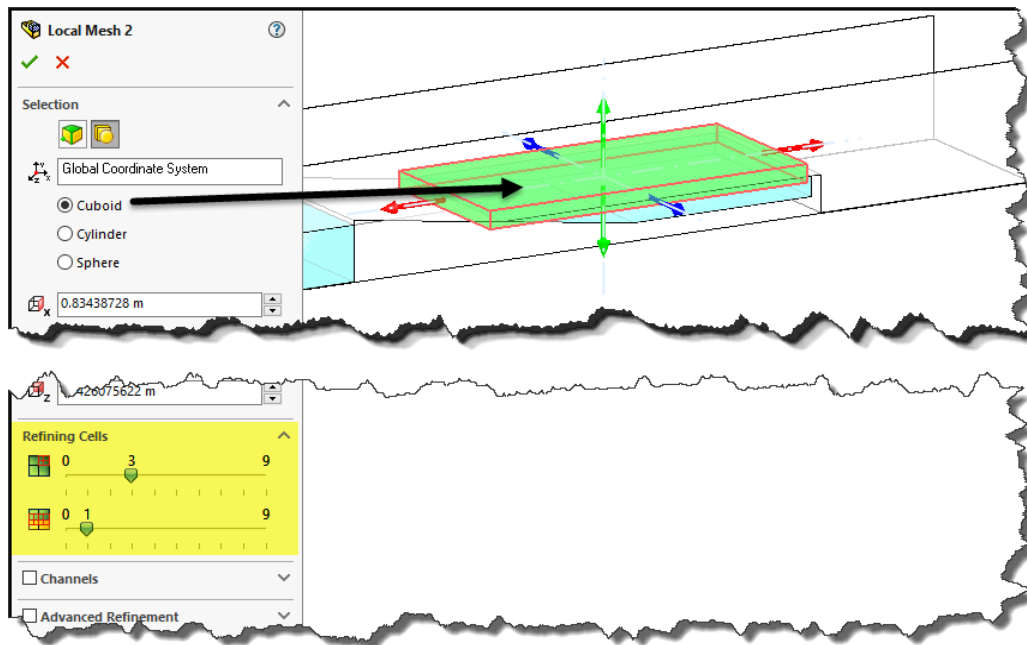 Local Mesh 2
Selection
Global Coordinate System
Cuboid
Cylinder
Sphere
X 0.83438728 m
Z .426075622 m
Refining Cells
0 3 9
0 1 9
Channels
Advanced Refinement